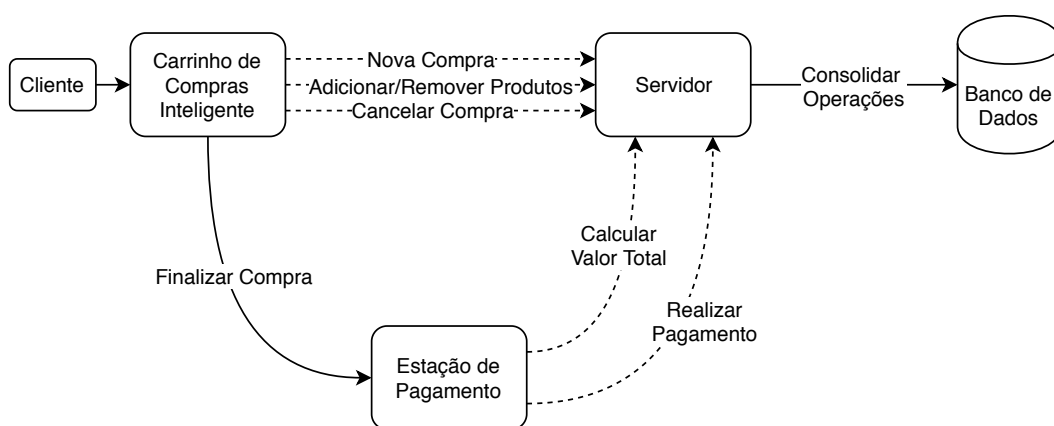 Cliente
Carrinho de
Compras
Inteligente
Nova Compra
Adicionar/Remover Produtos
Cancelar Compra
Servidor
Consolidar
Operações
Banco de
Dados
Finalizar Compra
Calcular
Valor Total
Realizar
Pagamento
Estação de
Pagamento